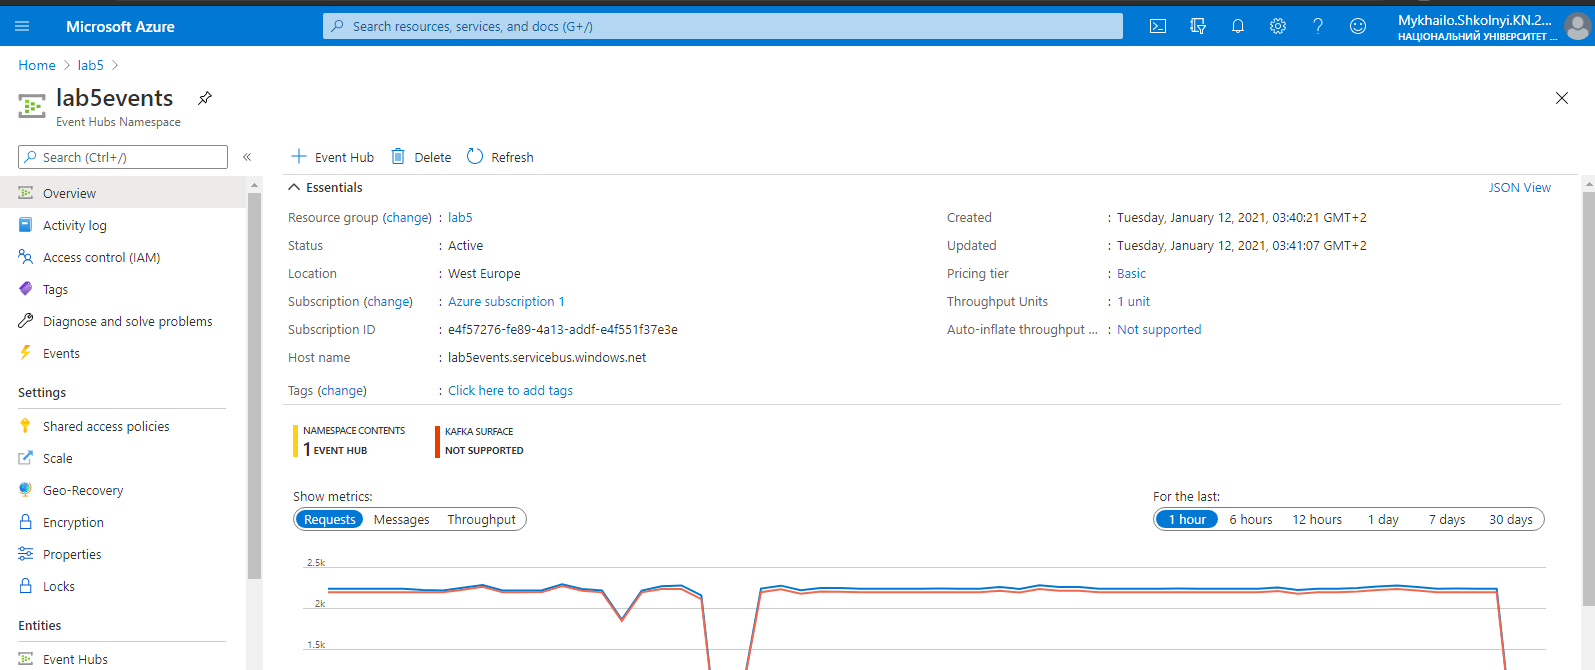 Microsoft Azure
Search resources, services, and docs (G+/)
Mykhailo.Shkolnyi.KN.2...
НАЦІОНАЛЬНИЙ УНІВЕРСИТЕТ ...
Home > lab5 >
lab5events
Event Hubs Namespace
Search (Ctrl+/)
«
Overview
Activity log
Access control (IAM)
Tags
Diagnose and solve problems
Events
Settings
Shared access policies
Scale
Geo-Recovery
Encryption
Properties
Locks
Entities
Event Hubs
Event Hub
Delete
Refresh
Essentials
JSON View
Resource group (change) : lab5
Status : Active
Location : West Europe
Subscription (change) : Azure subscription 1
Subscription ID : e4f57276-fe89-4a13-addf-e4f551f37e3e
Host name : lab5events.servicebus.windows.net
Tags (change) : Click here to add tags
Created : Tuesday, January 12, 2021, 03:40:21 GMT+2
Updated : Tuesday, January 12, 2021, 03:41:07 GMT+2
Pricing tier : Basic
Throughput Units : 1 unit
Auto-inflate throughput ... : Not supported
NAMESPACE CONTENTS
1 EVENT HUB
KAFKA SURFACE
NOT SUPPORTED
Show metrics:
Requests Messages Throughput
For the last:
1 hour 6 hours 12 hours 1 day 7 days 30 days
2.5k
2k
1.5k